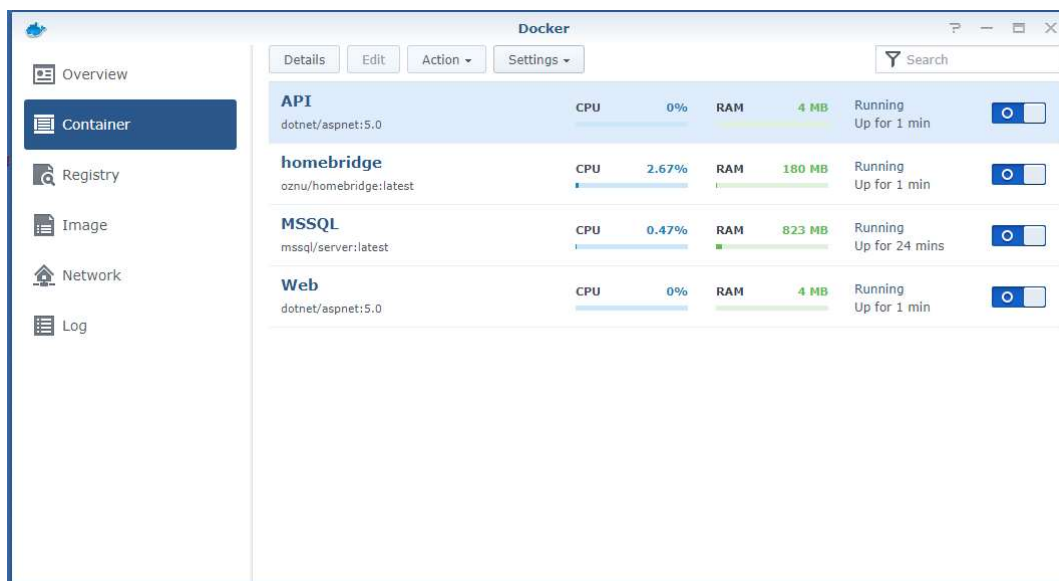 Docker
Overview
Container
Registry
Image
Network
Log
Details Edit Action Settings Search
API CPU 0% RAM 4 MB Running
dotnet/aspnet:5.0 Up for 1 min
homebridge CPU 2.67% RAM 180 MB Running
oznu/homebridge:latest Up for 1 min
MSSQL CPU 0.47% RAM 823 MB Running
mssql/server:latest Up for 24 mins
Web CPU 0% RAM 4 MB Running
dotnet/aspnet:5.0 Up for 1 min